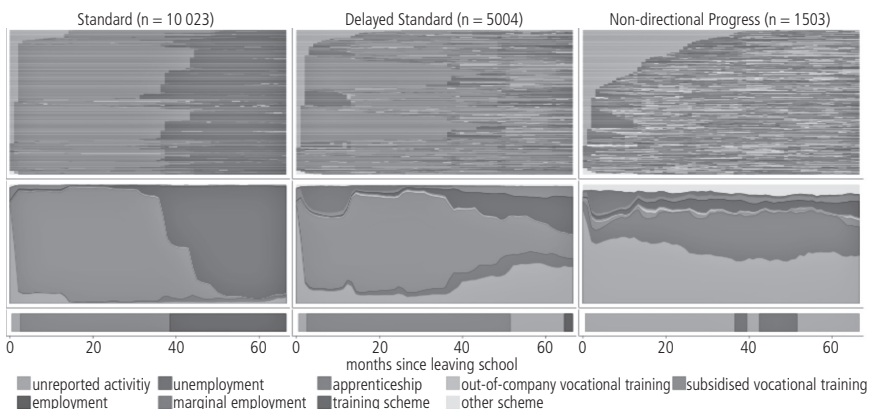 Standard (n = 10 023) Delayed Standard (n = 5004) Non-directional Progress (n = 1503)
0 20 40 60 0 20 40 60 0 20 40 60
months since leaving school
unreported activitiy unemployment apprenticeship out-of-company vocational training subsidised vocational training
employment marginal employment training scheme other scheme